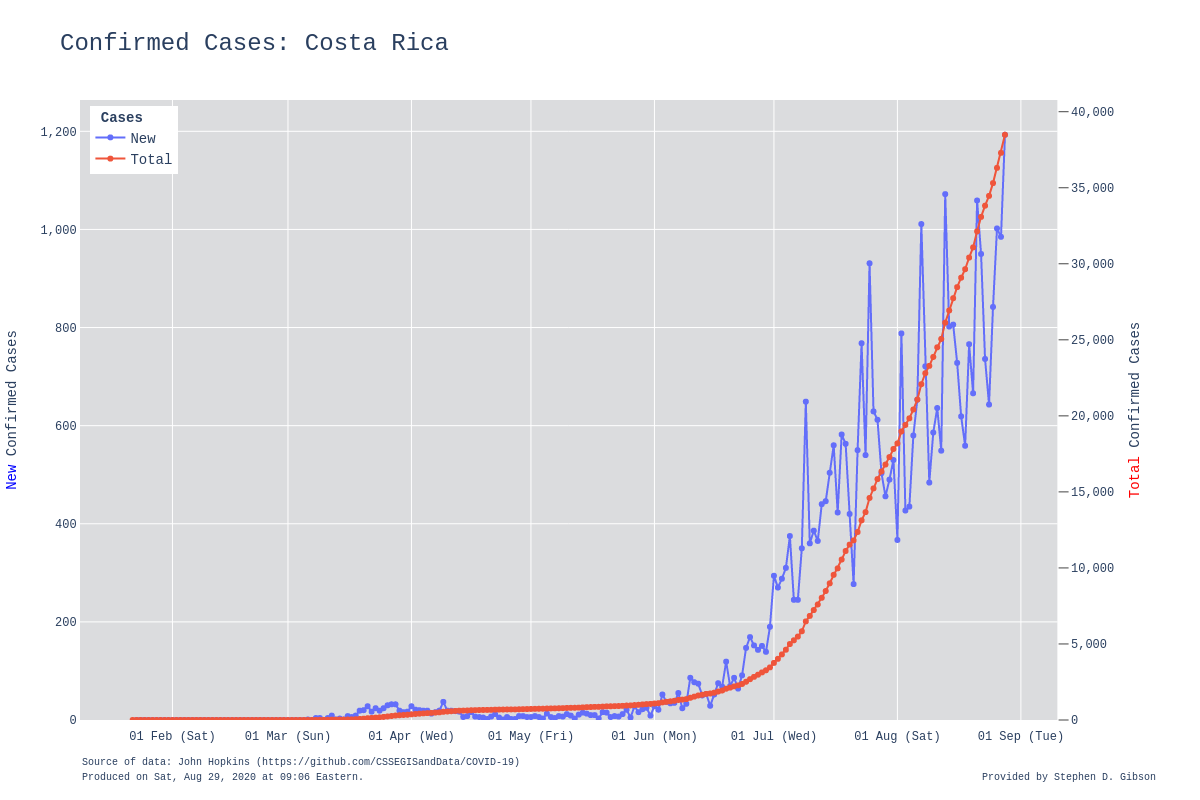 Confirmed Cases: Costa Rica
Cases
New
Total
1,200
1,000
800
600
400
200
0
New Confirmed Cases
40,000
35,000
30,000
25,000
20,000
15,000
10,000
5,000
0
Total Confirmed Cases
01 Feb (Sat) 01 Mar (Sun) 01 Apr (Wed) 01 May (Fri) 01 Jun (Mon) 01 Jul (Wed) 01 Aug (Sat) 01 Sep (Tue)
Source of data: John Hopkins (https://github.com/CSSEGISandData/COVID-19)
Produced on Sat, Aug 29, 2020 at 09:06 Eastern.
Provided by Stephen D. Gibson